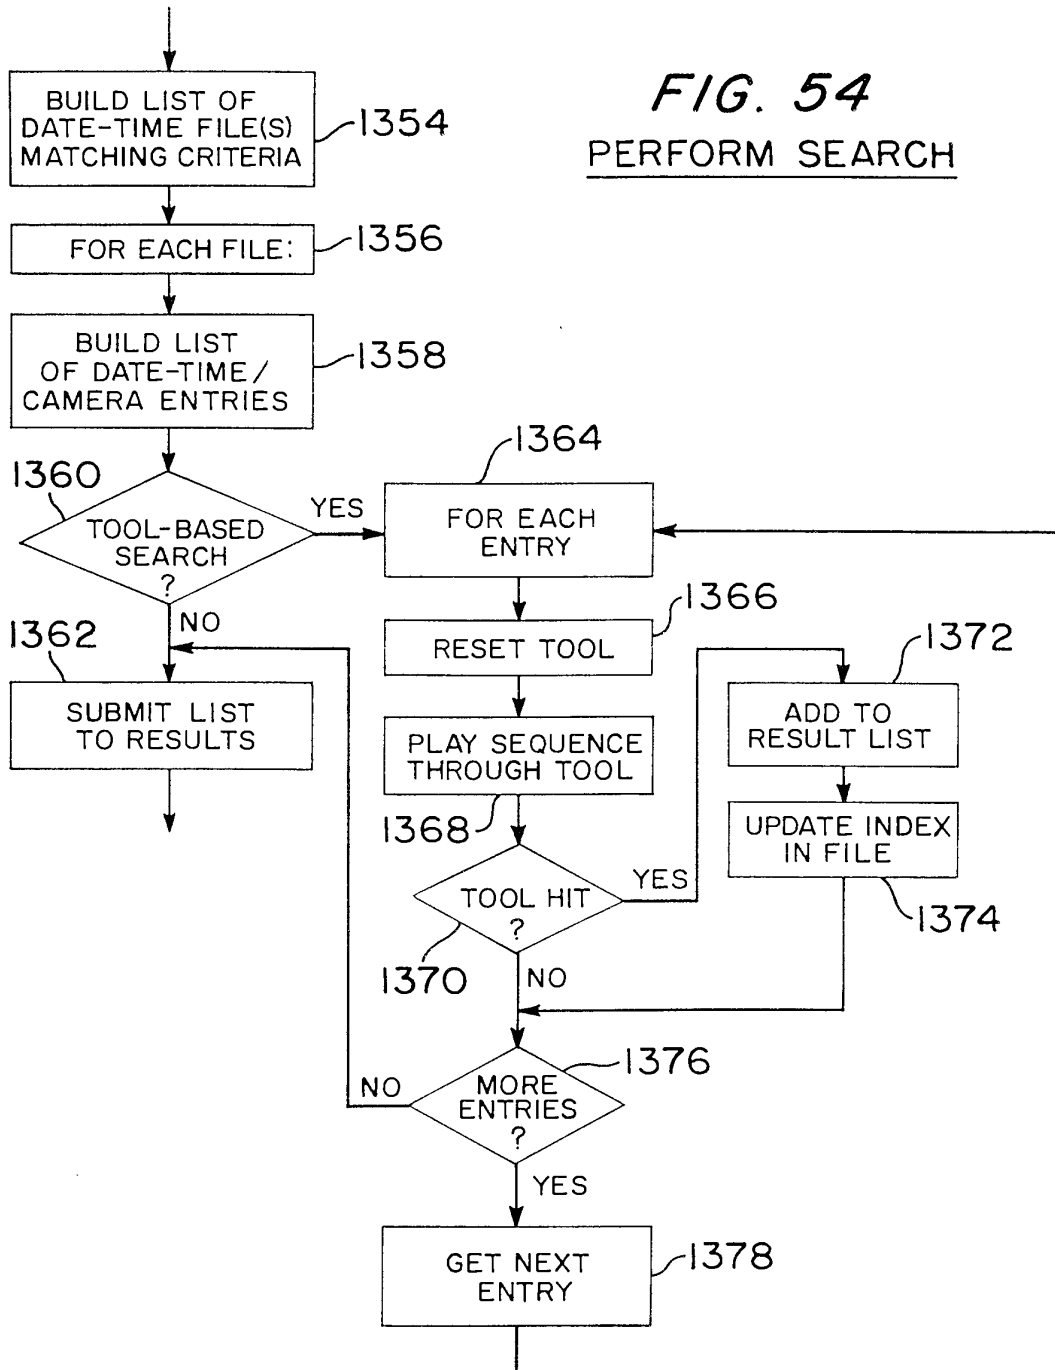 FIG. 54
PERFORM SEARCH
BUILD LIST OF
DATE-TIME FILE(S)
MATCHING CRITERIA
1354
FOR EACH FILE:
1356
BUILD LIST
OF DATE-TIME/
CAMERA ENTRIES
1358
1360
TOOL-BASED
SEARCH
?
YES
NO
1362
SUBMIT LIST
TO RESULTS
1364
FOR EACH
ENTRY
1366
RESET TOOL
PLAY SEQUENCE
THROUGH TOOL
1368
TOOL HIT
?
1370
YES
NO
1372
ADD TO
RESULT LIST
UPDATE INDEX
IN FILE
1374
1376
MORE
ENTRIES
?
NO
YES
GET NEXT
ENTRY
1378